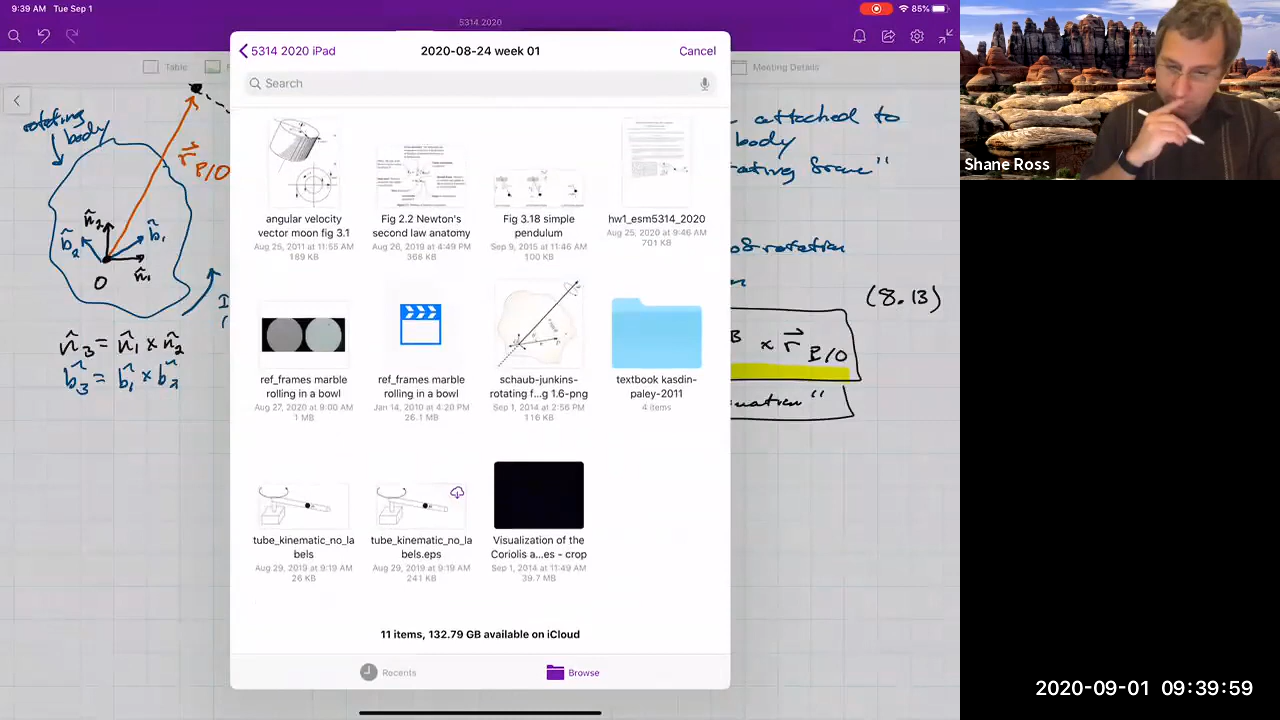 9:39 AM Tue Sep 1
85%
5314 2020
5314 2020 iPad
2020-08-24 week 01
Cancel
Table
Meeting Details
Search
rotating
body
r P/O
n̂2
b̂2
b̂1
n̂1
O
n̂3 = n̂1 x n̂2
b̂3 = b̂1 x b̂2
attached to
body
of rotation
(8.13)
B x r P/O
angular velocity
vector moon fig 3.1
Aug 25, 2011 at 11:55 AM
189 KB
Fig 2.2 Newton's
second law anatomy
Aug 26, 2019 at 4:49 PM
368 KB
Fig 3.18 simple
pendulum
Sep 9, 2015 at 11:46 AM
100 KB
hw1_esm5314_2020
Aug 25, 2020 at 9:46 AM
701 KB
ref_frames marble
rolling in a bowl
Aug 27, 2020 at 9:00 AM
1 MB
ref_frames marble
rolling in a bowl
Jan 14, 2010 at 4:20 PM
26.1 MB
schaub-junkins-
rotating f...g 1.6-png
Sep 1, 2014 at 2:56 PM
116 KB
textbook kasdin-
paley-2011
4 items
tube_kinematic_no_la
bels
Aug 29, 2019 at 9:19 AM
26 KB
tube_kinematic_no_la
bels.eps
Aug 29, 2019 at 9:19 AM
241 KB
Visualization of the
Coriolis a...es - crop
Sep 1, 2014 at 11:49 AM
39.7 MB
11 items, 132.79 GB available on iCloud
Recents
Browse
Shane Ross
2020-09-01 09:39:59